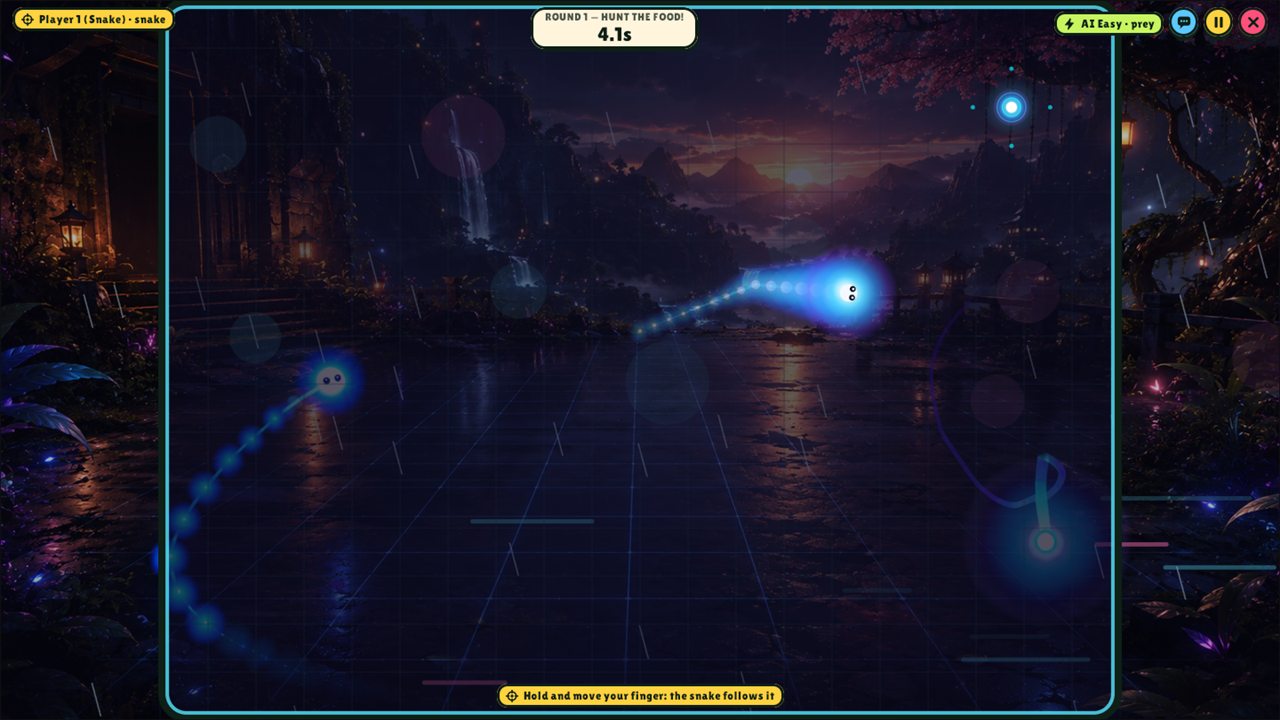 Player 1 (Snake) · snake
ROUND 1 — HUNT THE FOOD!
4.1s
AI Easy · prey
Hold and move your finger: the snake follows it